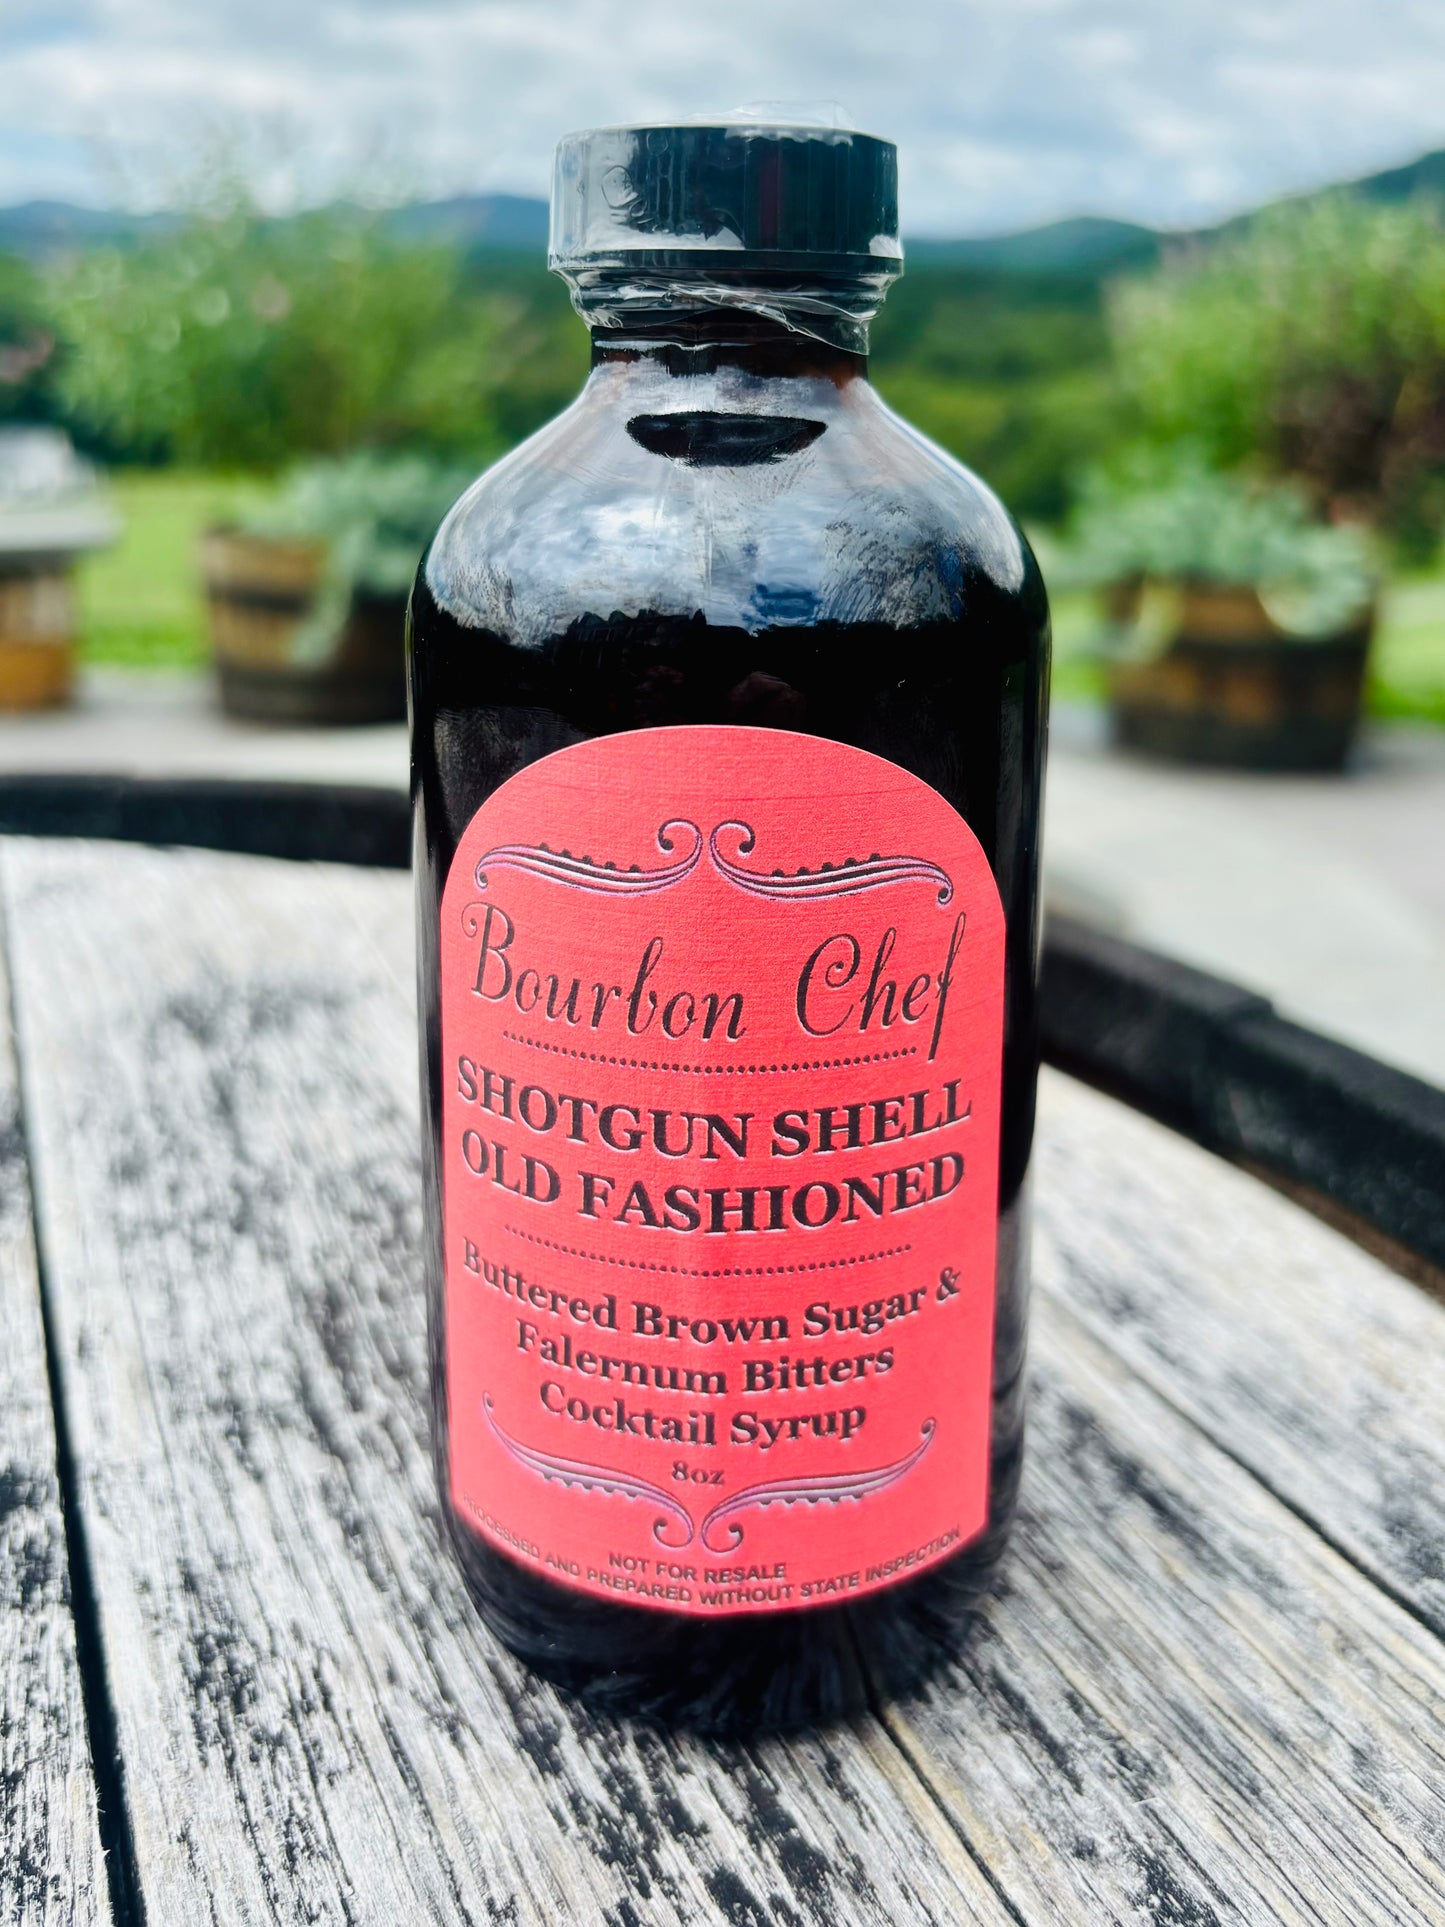 Bourbon Chef
SHOTGUN SHELL
OLD FASHIONED
Buttered Brown Sugar &
Falernum Bitters
Cocktail Syrup
8oz
NOT FOR RESALE
PROCESSED AND PREPARED WITHOUT STATE INSPECTION